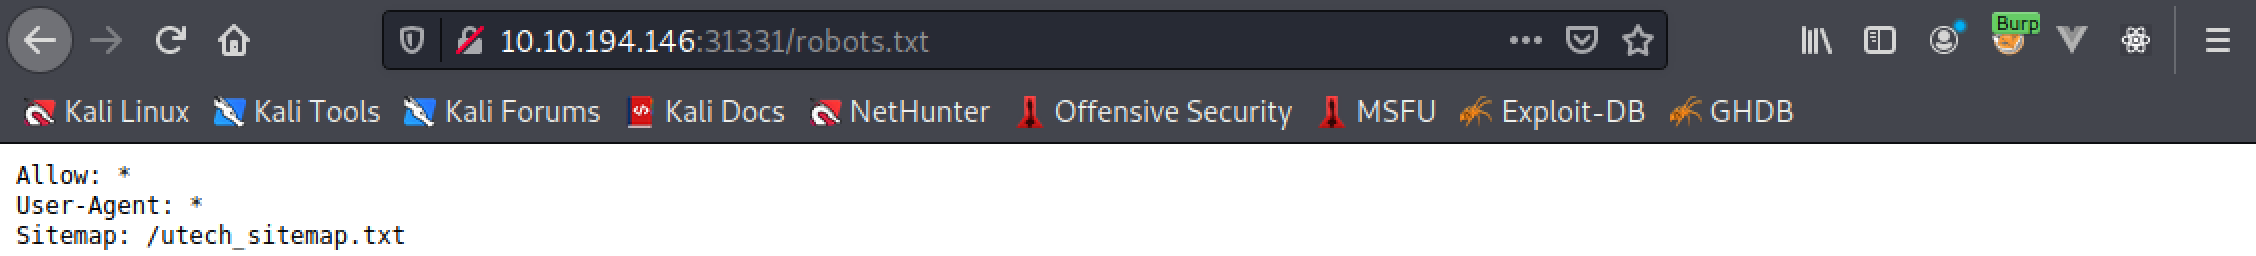 10.10.194.146:31331/robots.txt
Burp
Kali Linux Kali Tools Kali Forums Kali Docs NetHunter Offensive Security MSFU Exploit-DB GHDB
Allow: *
User-Agent: *
Sitemap: /utech_sitemap.txt